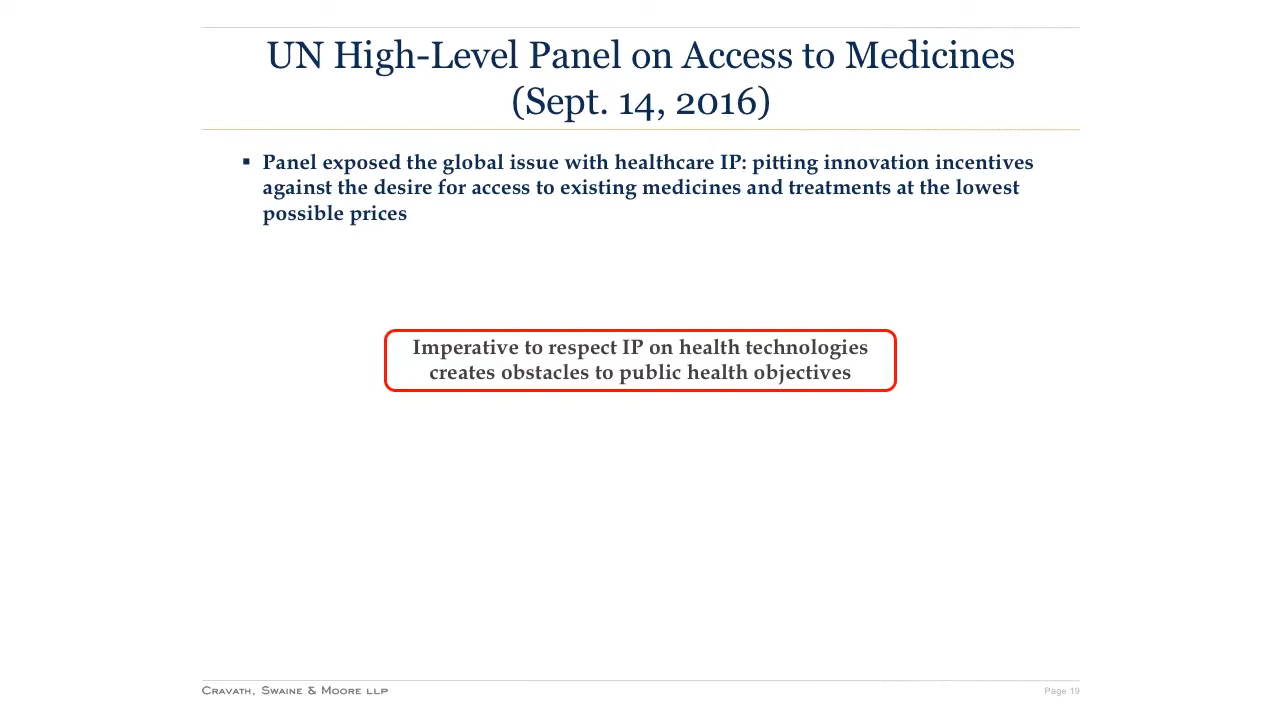 UN High-Level Panel on Access to Medicines
(Sept. 14, 2016)
▪ Panel exposed the global issue with healthcare IP: pitting innovation incentives
against the desire for access to existing medicines and treatments at the lowest
possible prices
Imperative to respect IP on health technologies
creates obstacles to public health objectives
Cravath, Swaine & Moore LLP
Page 19